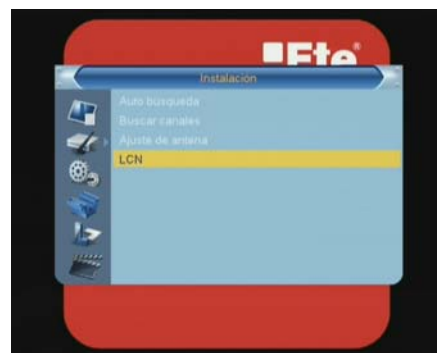 Fte®
Instalación
Auto búsqueda
Buscar canales
Ajuste de antena
LCN